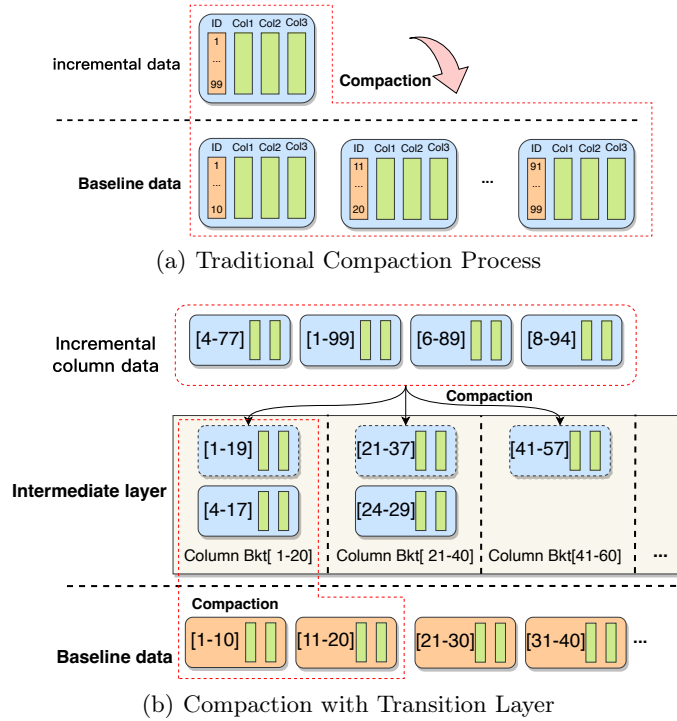 ID Col1 Col2 Col3
1
...
99
incremental data
Compaction
ID Col1 Col2 Col3
1
...
10
ID Col1 Col2 Col3
11
...
20
...
ID Col1 Col2 Col3
91
...
99
Baseline data
(a) Traditional Compaction Process
Incremental
column data
[4-77] [1-99] [6-89] [8-94]
Compaction
[1-19] [21-37] [41-57]
Intermediate layer
[4-17] [24-29]
Column Bkt[ 1-20] Column Bkt[ 21-40] Column Bkt[41-60] ...
Compaction
[1-10] [11-20] [21-30] [31-40] ...
Baseline data
(b) Compaction with Transition Layer